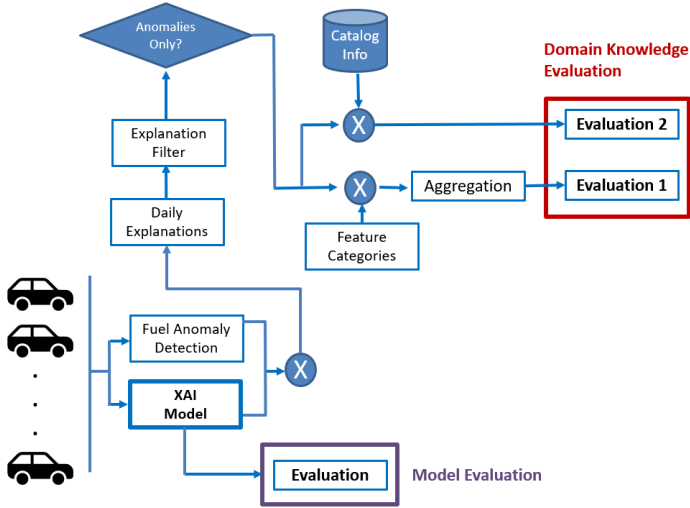 Anomalies
Only?
Catalog
Info
Domain Knowledge
Evaluation
X
Evaluation 2
Explanation
Filter
X
Aggregation
Evaluation 1
Daily
Explanations
Feature
Categories
Fuel Anomaly
Detection
X
XAI
Model
Evaluation
Model Evaluation